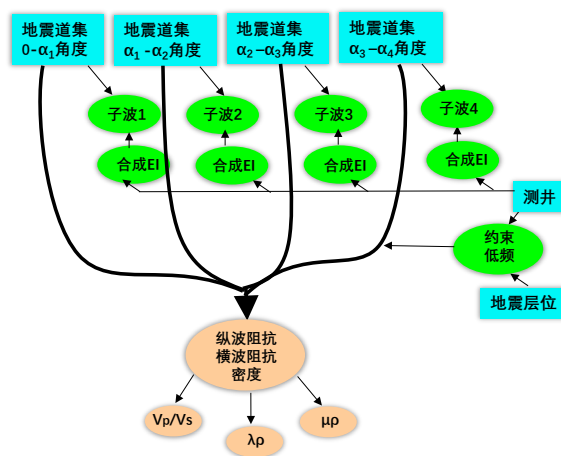 地震道集
0-α₁角度
地震道集
α₁ -α₂角度
地震道集
α₂–α₃角度
地震道集
α₃–α₄角度
子波1
子波2
子波3
子波4
合成EI
合成EI
合成EI
合成EI
测井
约束
低频
地震层位
纵波阻抗
横波阻抗
密度
Vp/Vs
λρ
μρ